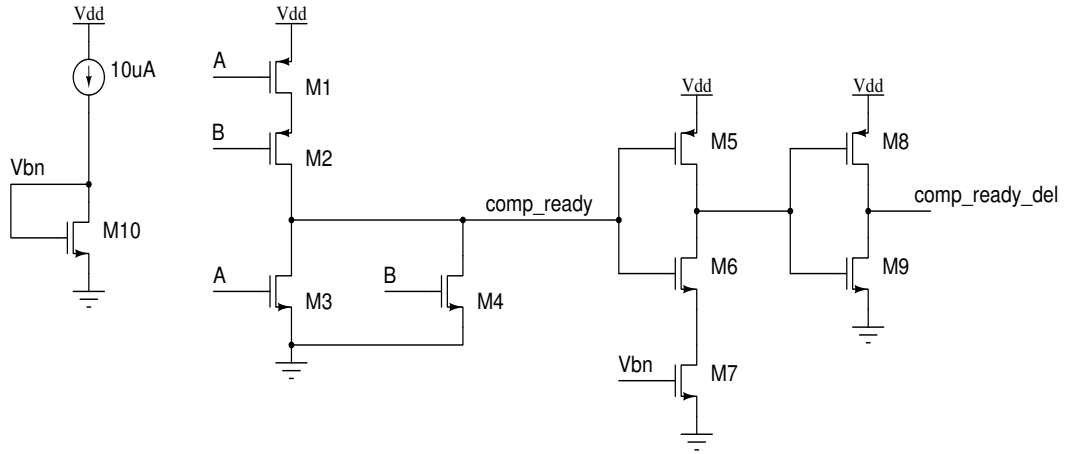 Vdd
10uA
Vbn
M10
Vdd
A
M1
B
M2
A
M3
B
M4
comp_ready
Vdd
M5
M6
Vbn
M7
Vdd
M8
comp_ready_del
M9